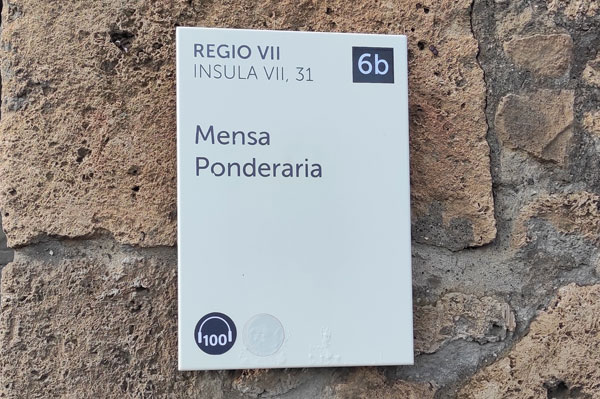 REGIO VII
INSULA VII, 31
6b
Mensa
Ponderaria
100